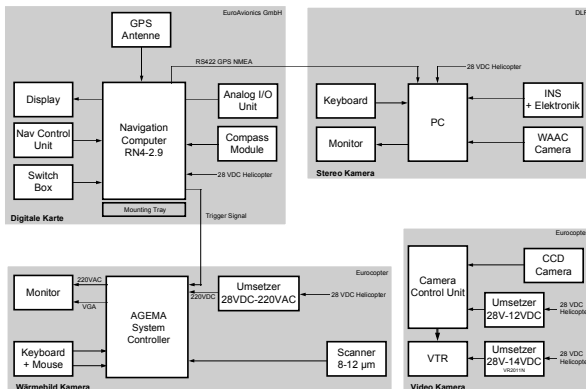 EuroAvionics GmbH
GPS
Antenne
Display
Nav Control
Unit
Switch
Box
Navigation
Computer
RN4-2.9
Analog I/O
Unit
Compass
Module
28 VDC Helicopter
Mounting Tray
Digitale Karte
Trigger Signal
RS422 GPS NMEA
DLR
28 VDC Helicopter
Keyboard
Monitor
PC
INS
+ Elektronik
WAAC
Camera
Stereo Kamera
Eurocopter
Monitor
220VAC
VGA
Keyboard
+ Mouse
AGEMA
System
Controller
220VDC
Umsetzer
28VDC-220VAC
28 VDC Helicopter
Scanner
8-12 µm
Wärmebild Kamera
Eurocopter
Camera
Control Unit
VTR
CCD
Camera
Umsetzer
28V-12VDC
28 VDC
Helicopte
Umsetzer
28V-14VDC
VR2011N
28 VDC
Helicopte
Video Kamera